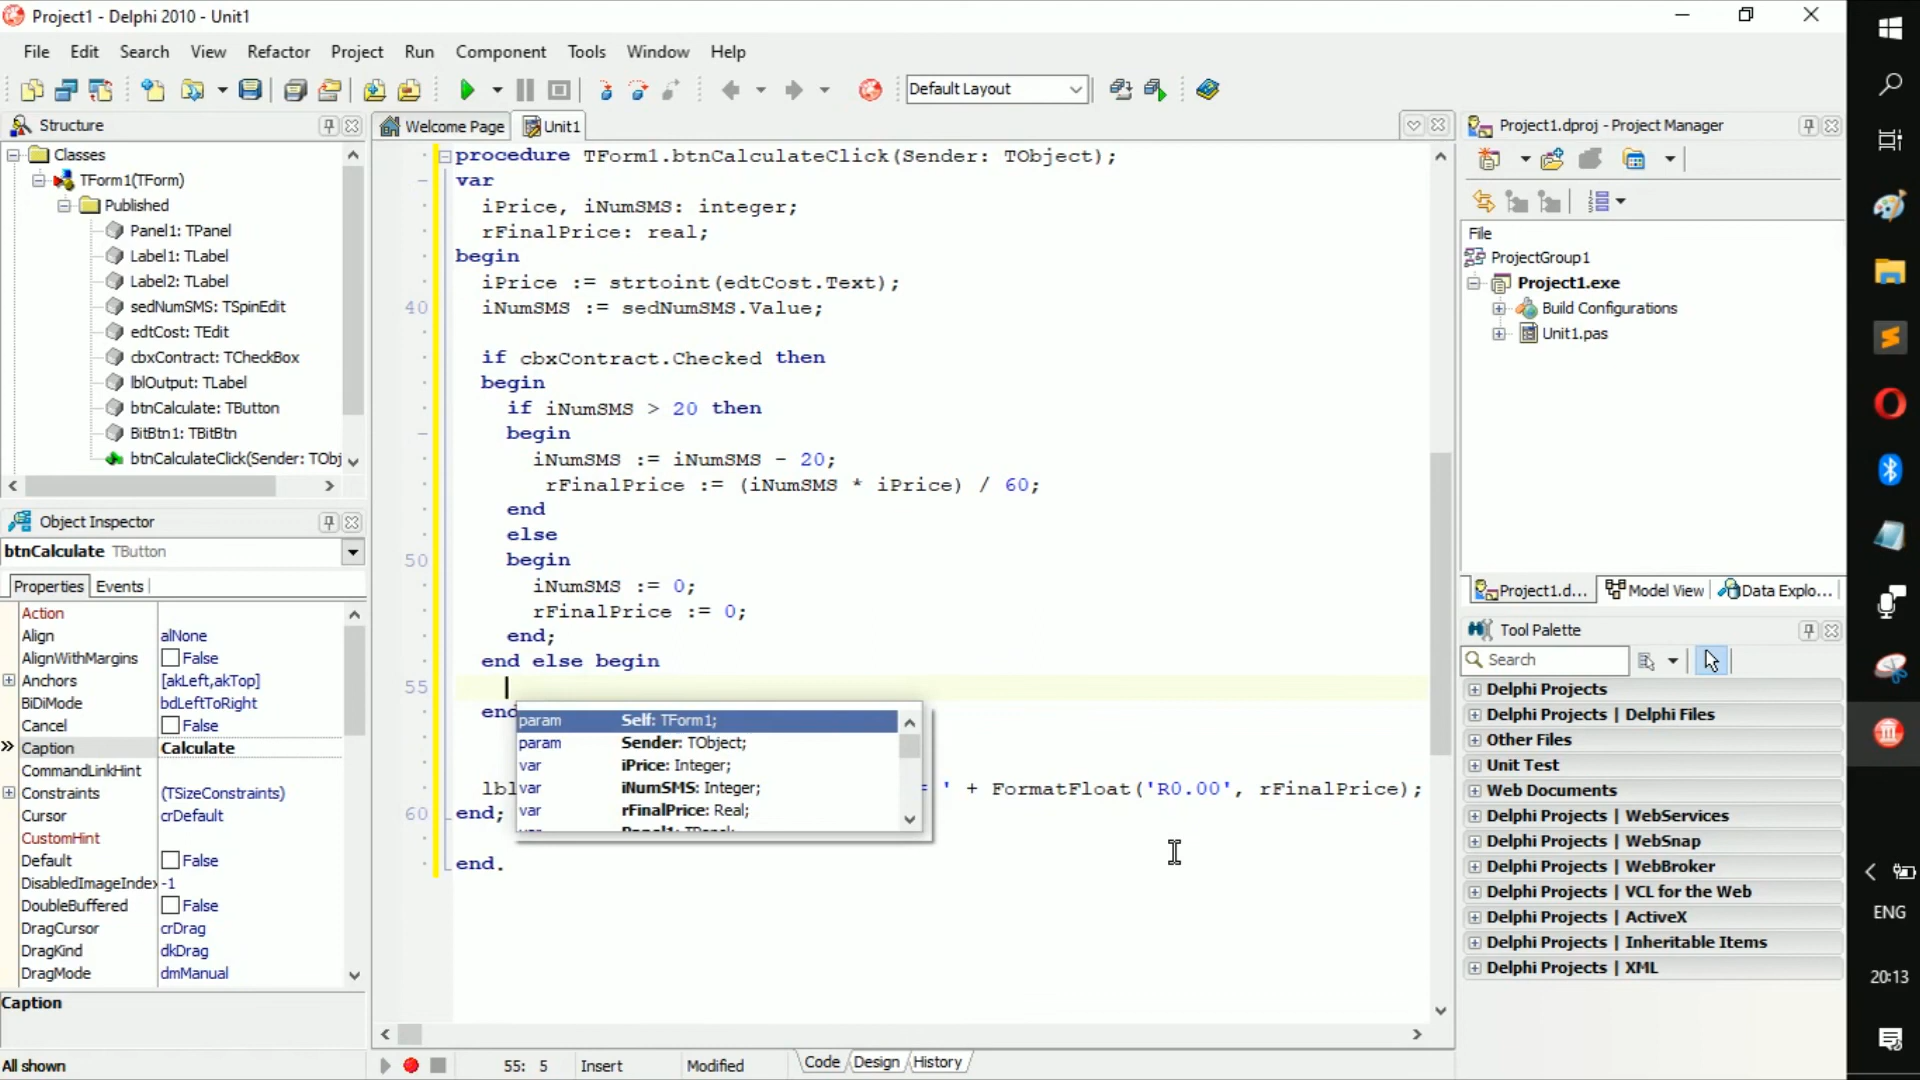 Project1 - Delphi 2010 - Unit1
File Edit Search View Refactor Project Run Component Tools Window Help
Default Layout
Structure
Classes
TForm1(TForm)
Published
Panel1: TPanel
Label1: TLabel
Label2: TLabel
sedNumSMS: TSpinEdit
edtCost: TEdit
cbxContract: TCheckBox
lblOutput: TLabel
btnCalculate: TButton
BitBtn1: TBitBtn
btnCalculateClick(Sender: TObj
Object Inspector
btnCalculate TButton
Properties Events
Action
Align alNone
AlignWithMargins False
Anchors [akLeft,akTop]
BiDiMode bdLeftToRight
Cancel False
Caption Calculate
CommandLinkHint
Constraints (TSizeConstraints)
Cursor crDefault
CustomHint
Default False
DisabledImageIndex -1
DoubleBuffered False
DragCursor crDrag
DragKind dkDrag
DragMode dmManual
Caption
All shown
Welcome Page Unit1
procedure TForm1.btnCalculateClick(Sender: TObject);
var
iPrice, iNumSMS: integer;
rFinalPrice: real;
begin
iPrice := strtoint(edtCost.Text);
40 iNumSMS := sedNumSMS.Value;
if cbxContract.Checked then
begin
if iNumSMS > 20 then
begin
iNumSMS := iNumSMS - 20;
rFinalPrice := (iNumSMS * iPrice) / 60;
end
else
50 begin
iNumSMS := 0;
rFinalPrice := 0;
end;
end else begin
55
end
param Self: TForm1;
param Sender: TObject;
var iPrice: Integer;
var iNumSMS: Integer;
var rFinalPrice: Real;
var Panel1: TPanel;
lbl = ' + FormatFloat('R0.00', rFinalPrice);
60 end;
end.
55: 5 Insert Modified Code Design History
Project1.dproj - Project Manager
File
ProjectGroup1
Project1.exe
Build Configurations
Unit1.pas
Project1.d... Model View Data Explo...
Tool Palette
Search
Delphi Projects
Delphi Projects | Delphi Files
Other Files
Unit Test
Web Documents
Delphi Projects | WebServices
Delphi Projects | WebSnap
Delphi Projects | WebBroker
Delphi Projects | VCL for the Web
Delphi Projects | ActiveX
Delphi Projects | Inheritable Items
Delphi Projects | XML
ENG
20:13